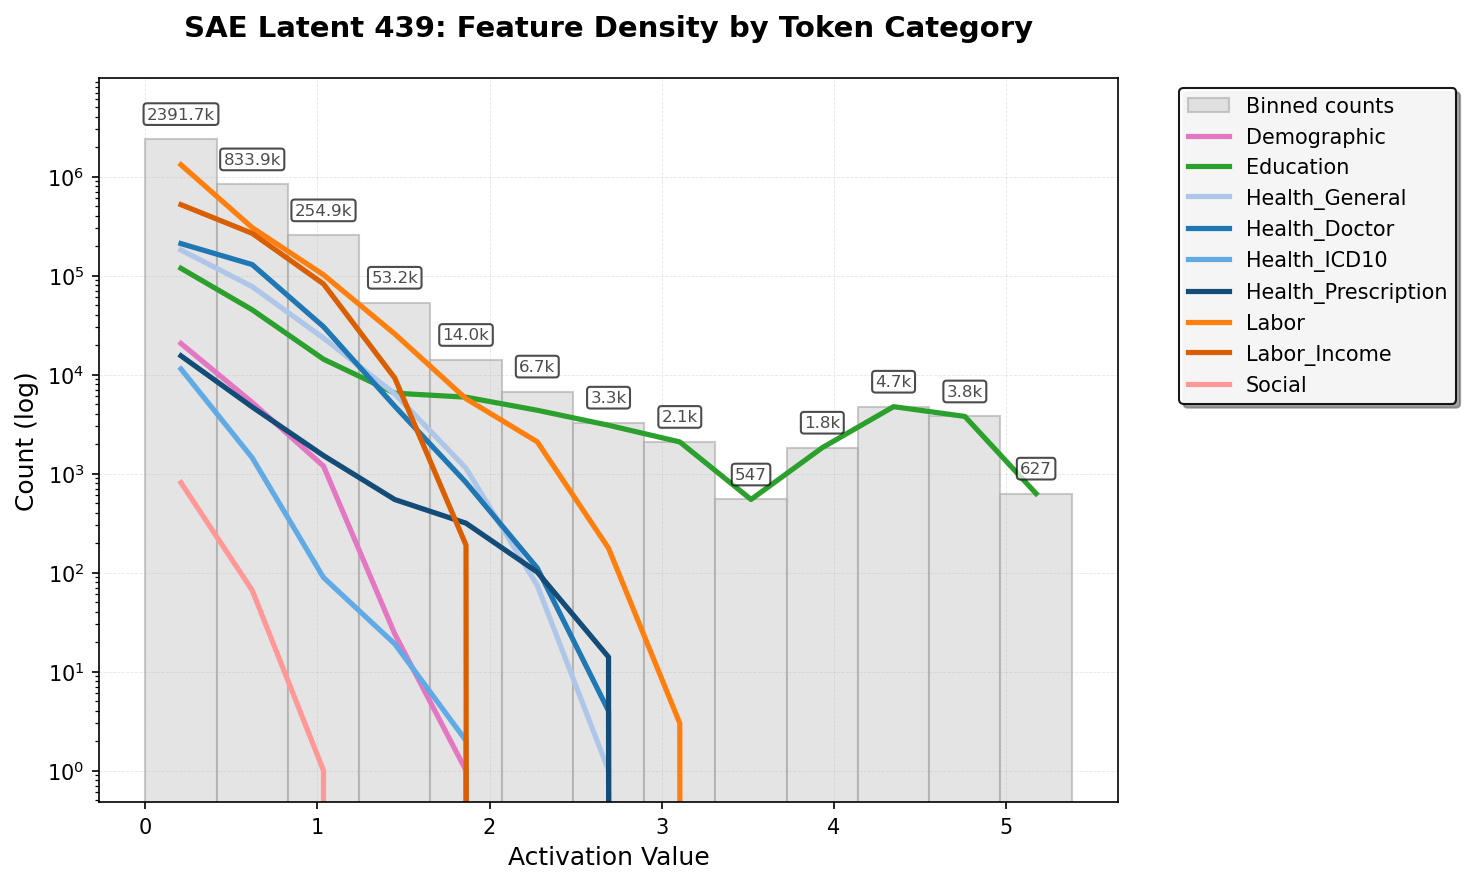 SAE Latent 439: Feature Density by Token Category
2391.7k
833.9k
254.9k
53.2k
14.0k
6.7k
3.3k
2.1k
547
1.8k
4.7k
3.8k
627
Count (log)
10⁶
10⁵
10⁴
10³
10²
10¹
10⁰
0 1 2 3 4 5
Activation Value
Binned counts
Demographic
Education
Health_General
Health_Doctor
Health_ICD10
Health_Prescription
Labor
Labor_Income
Social